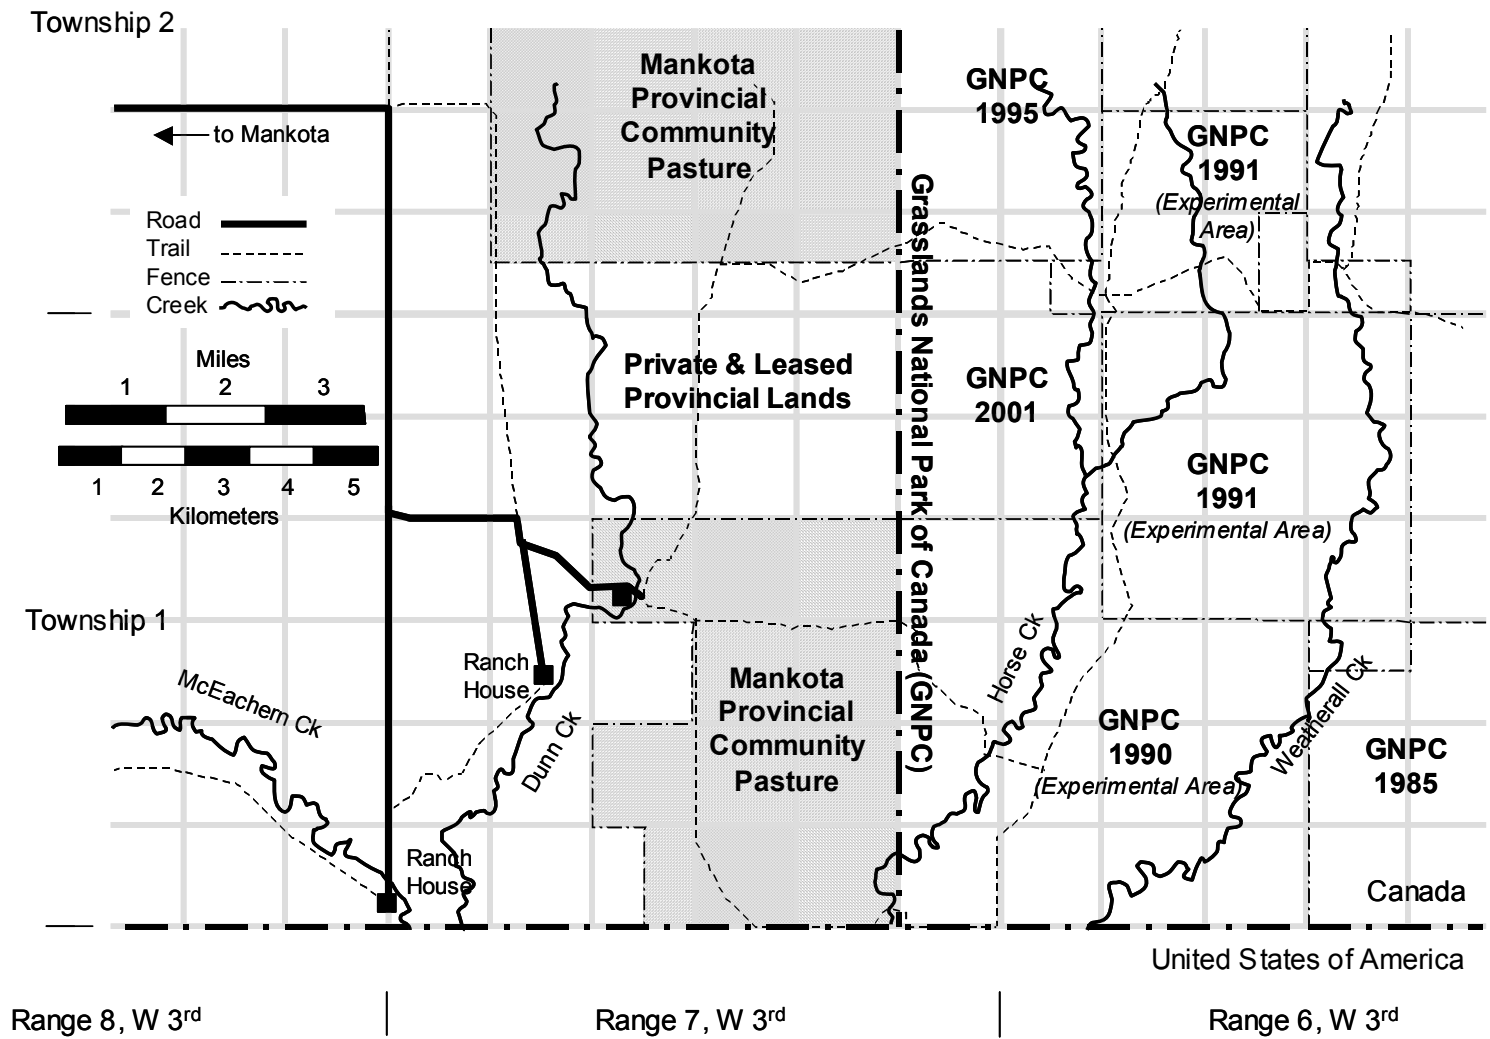 Township 2
Mankota
Provincial
Community
Pasture
GNPC
1995
to Mankota
GNPC
1991
(Experimental
Area)
Road
Trail
Fence
Creek
Grasslands National Park of Canada (GNPC)
Miles
1 2 3
1 2 3 4 5
Kilometers
Private & Leased
Provincial Lands
GNPC
2001
GNPC
1991
(Experimental Area)
Township 1
Ranch
House
McEachern Ck
Dunn Ck
Mankota
Provincial
Community
Pasture
Horse Ck
GNPC
1990
(Experimental Area)
Weatherall Ck
GNPC
1985
Ranch
House
Canada
United States of America
Range 8, W 3rd
Range 7, W 3rd
Range 6, W 3rd